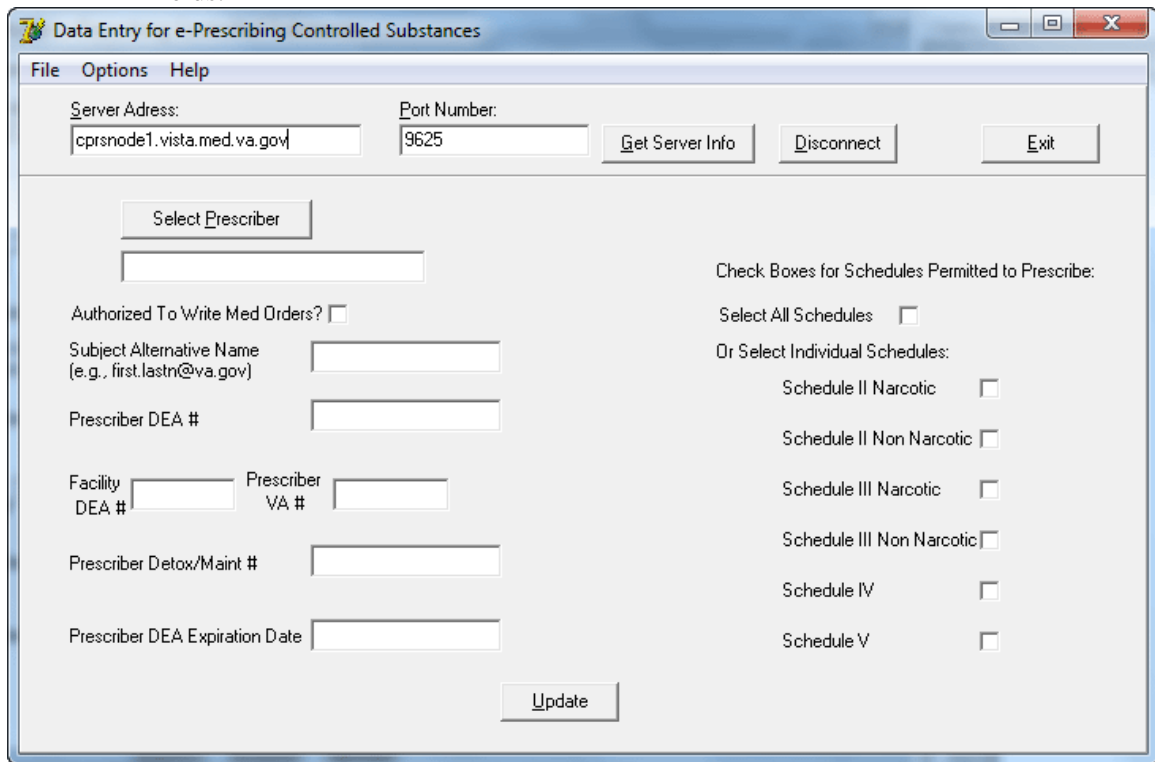 Data Entry for e-Prescribing Controlled Substances
File Options Help
Server Adress:
Port Number:
cprsnode1.vista.med.va.gov
9625
Get Server Info
Disconnect
Exit
Select Prescriber
Check Boxes for Schedules Permitted to Prescribe:
Authorized To Write Med Orders?
Select All Schedules
Subject Alternative Name
(e.g., first.lastn@va.gov)
Or Select Individual Schedules:
Schedule II Narcotic
Prescriber DEA #
Schedule II Non Narcotic
Facility
DEA #
Prescriber
VA #
Schedule III Narcotic
Schedule III Non Narcotic
Prescriber Detox/Maint #
Schedule IV
Prescriber DEA Expiration Date
Schedule V
Update